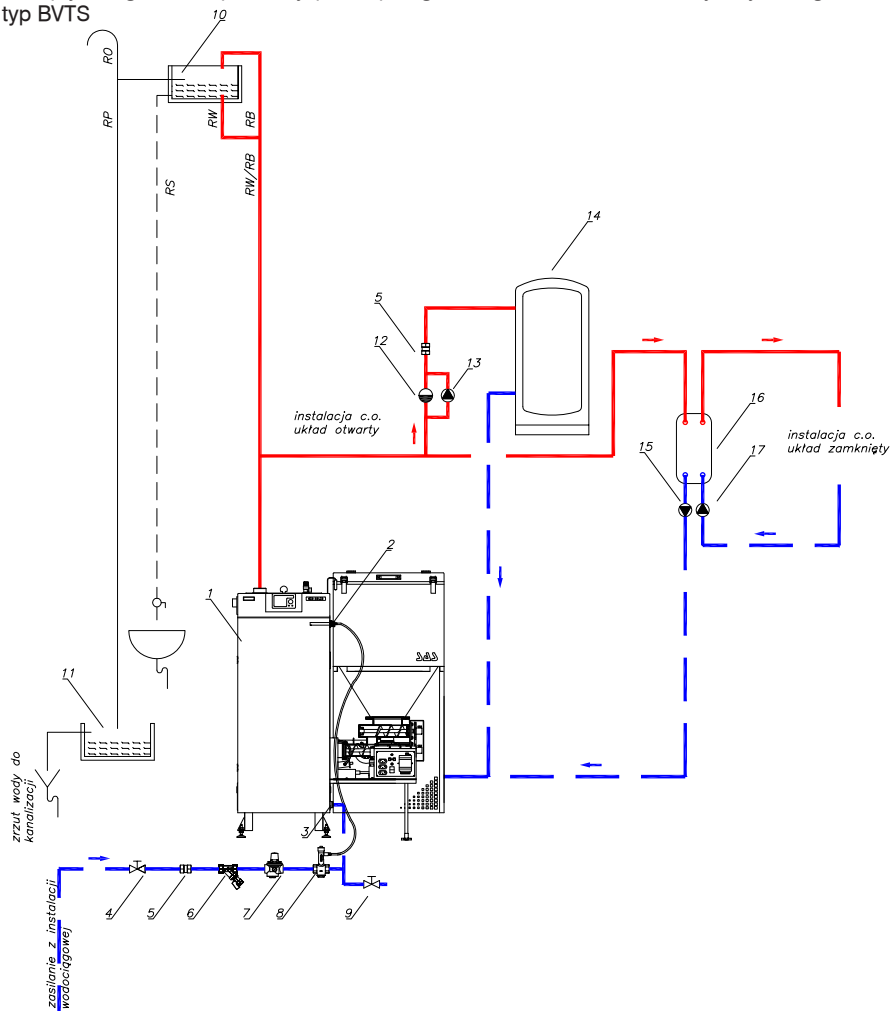 typ BVTS
10
RO
RP
RW
RB
RS
RW/RB
14
5
12
13
instalacja c.o.
układ otwarty
16
instalacja c.o.
układ zamknięty
15
17
2
1
SAS
11
zrzut wody do
kanalizacji
3
4
5
6
7
8
9
zasilanie z instalacji
wodociągowej